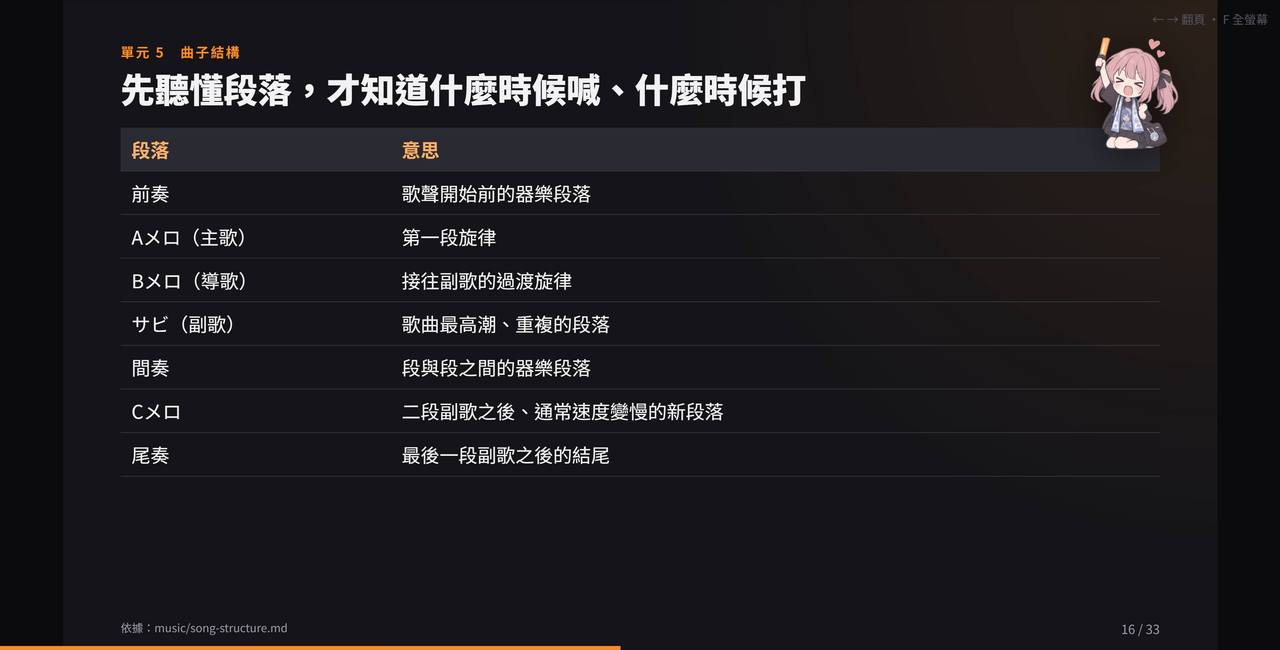 ←→ 翻頁 · F 全螢幕
單元 5 曲子結構
先聽懂段落，才知道什麼時候喊、什麼時候打
段落 意思
前奏 歌聲開始前的器樂段落
Aメロ（主歌） 第一段旋律
Bメロ（導歌） 接往副歌的過渡旋律
サビ（副歌） 歌曲最高潮、重複的段落
間奏 段與段之間的器樂段落
Cメロ 二段副歌之後、通常速度變慢的新段落
尾奏 最後一段副歌之後的結尾
依據：music/song-structure.md
16 / 33